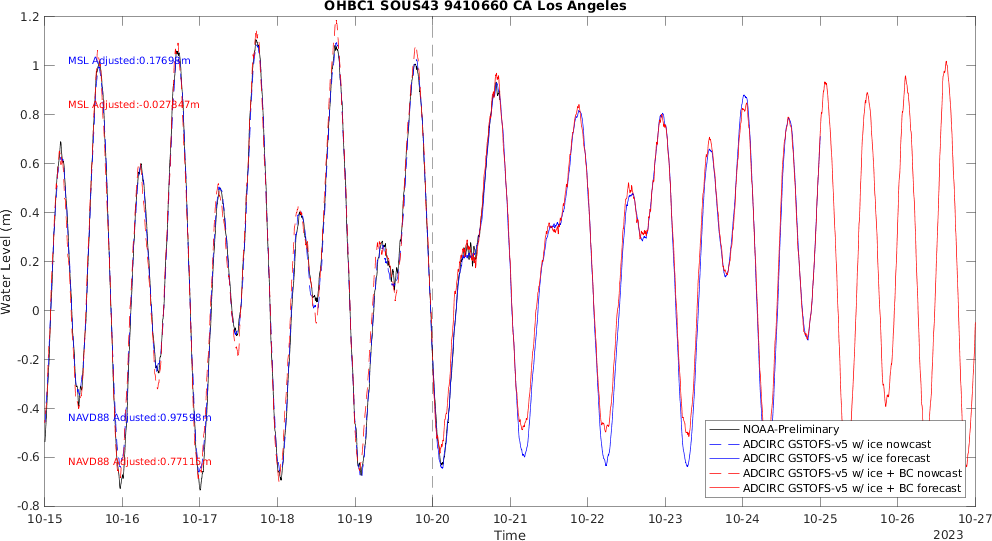 OHBC1 SOUS43 9410660 CA Los Angeles
1.2
1
0.8
0.6
0.4
0.2
0
-0.2
-0.4
-0.6
-0.8
Water Level (m)
MSL Adjusted:0.17698m
MSL Adjusted:-0.027847m
NAVD88 Adjusted:0.97598m
NAVD88 Adjusted:0.77115m
NOAA-Preliminary
ADCIRC GSTOFS-v5 w/ ice nowcast
ADCIRC GSTOFS-v5 w/ ice forecast
ADCIRC GSTOFS-v5 w/ ice + BC nowcast
ADCIRC GSTOFS-v5 w/ ice + BC forecast
10-15 10-16 10-17 10-18 10-19 10-20 10-21 10-22 10-23 10-24 10-25 10-26 10-27
Time
2023